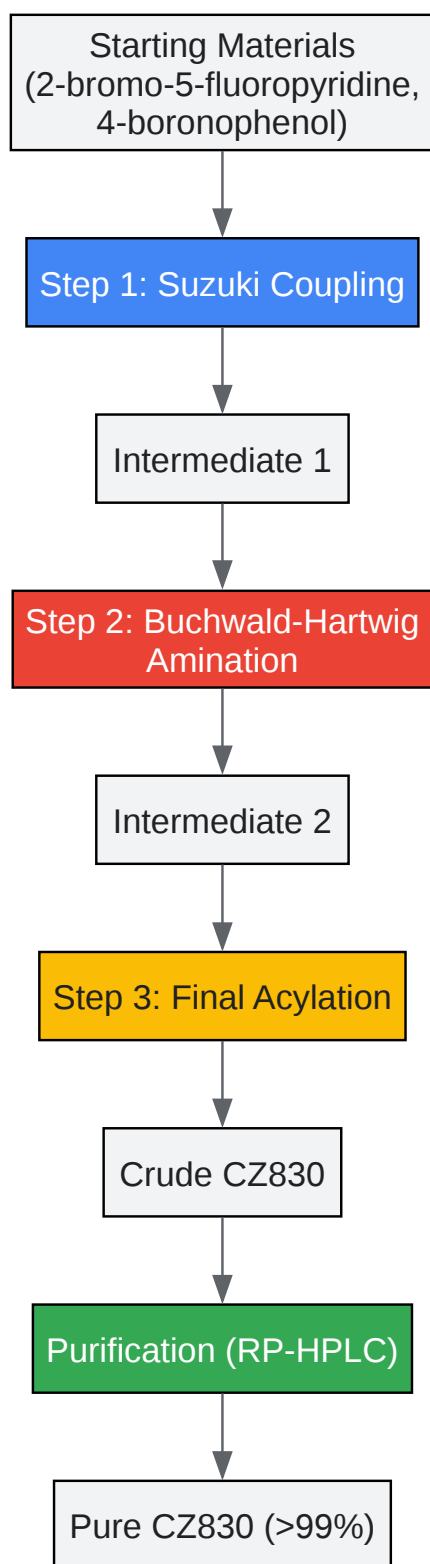 Starting Materials
(2-bromo-5-fluoropyridine,
4-boronophenol)
Step 1: Suzuki Coupling
Intermediate 1
Step 2: Buchwald-Hartwig
Amination
Intermediate 2
Step 3: Final Acylation
Crude CZ830
Purification (RP-HPLC)
Pure CZ830 (>99%)